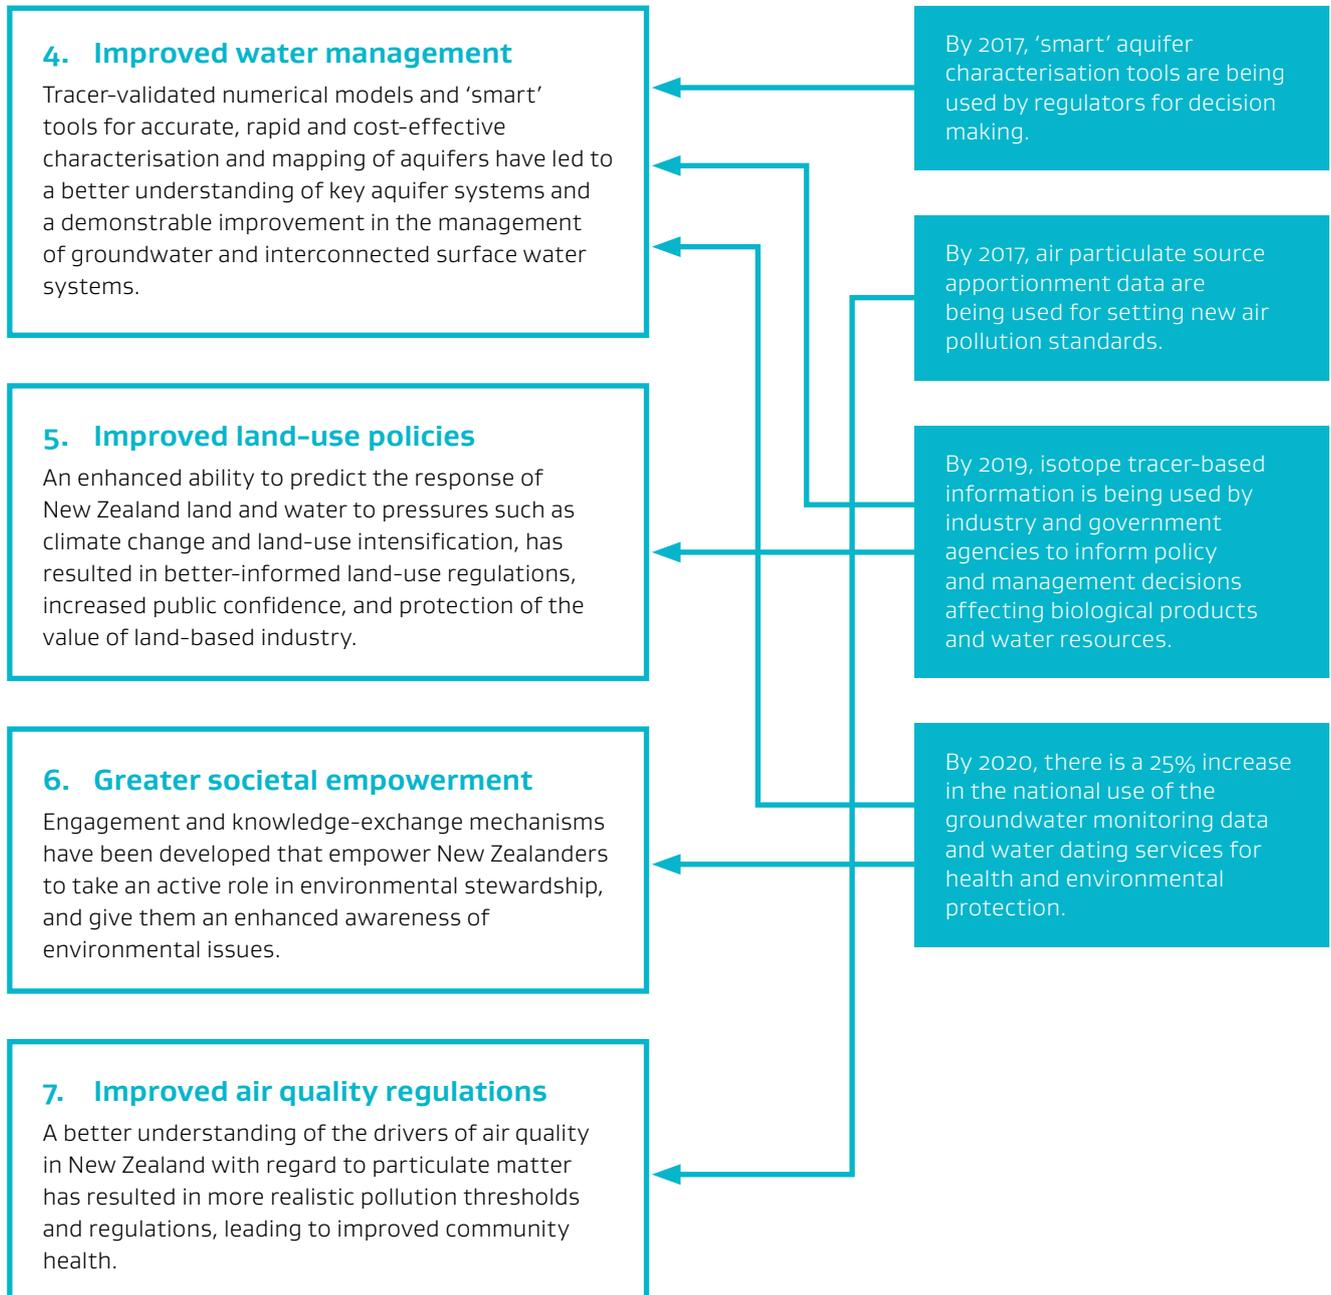 4. Improved water management
Tracer-validated numerical models and ‘smart’
tools for accurate, rapid and cost-effective
characterisation and mapping of aquifers have led to
a better understanding of key aquifer systems and
a demonstrable improvement in the management
of groundwater and interconnected surface water
systems.
5. Improved land-use policies
An enhanced ability to predict the response of
New Zealand land and water to pressures such as
climate change and land-use intensification, has
resulted in better-informed land-use regulations,
increased public confidence, and protection of the
value of land-based industry.
6. Greater societal empowerment
Engagement and knowledge-exchange mechanisms
have been developed that empower New Zealanders
to take an active role in environmental stewardship,
and give them an enhanced awareness of
environmental issues.
7. Improved air quality regulations
A better understanding of the drivers of air quality
in New Zealand with regard to particulate matter
has resulted in more realistic pollution thresholds
and regulations, leading to improved community
health.
By 2017, ‘smart’ aquifer
characterisation tools are being
used by regulators for decision
making.
By 2017, air particulate source
apportionment data are
being used for setting new air
pollution standards.
By 2019, isotope tracer-based
information is being used by
industry and government
agencies to inform policy
and management decisions
affecting biological products
and water resources.
By 2020, there is a 25% increase
in the national use of the
groundwater monitoring data
and water dating services for
health and environmental
protection.